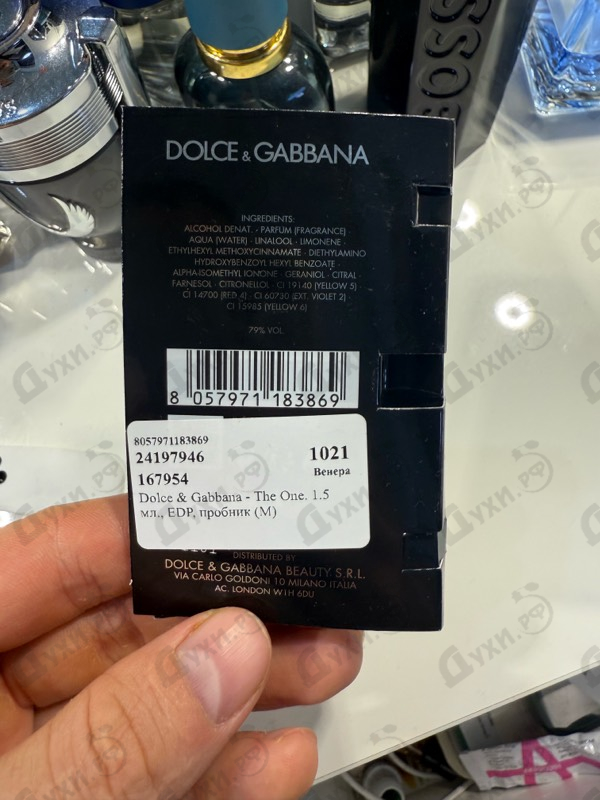 BOSS
DOLCE & GABBANA
INGREDIENTS:
ALCOHOL DENAT. - PARFUM (FRAGRANCE)
AQUA (WATER) - LINALOOL - LIMONENE -
ETHYLHEXYL METHOXYCINNAMATE - DIETHYLAMINO
HYDROXYBENZOYL HEXYL BENZOATE -
ALPHA-ISOMETHYL IONONE - GERANIOL - CITRAL
FARNESOL - CITRONELLOL - CI 19140 (YELLOW 5)
CI 14700 (RED 4) CI 60730 (EXT. VIOLET 2)
CI 15985 (YELLOW 6)
79% VOL
8 057971 183869
8057971183869
24197946 1021
167954 Венера
Dolce & Gabbana - The One. 1.5
мл., EDP, пробник (М)
DISTRIBUTED BY
DOLCE & GABBANA BEAUTY S.R.L.
VIA CARLO GOLDONI 10 MILANO ITALIA
AC. LONDON W1H 6DU
Духи.рф